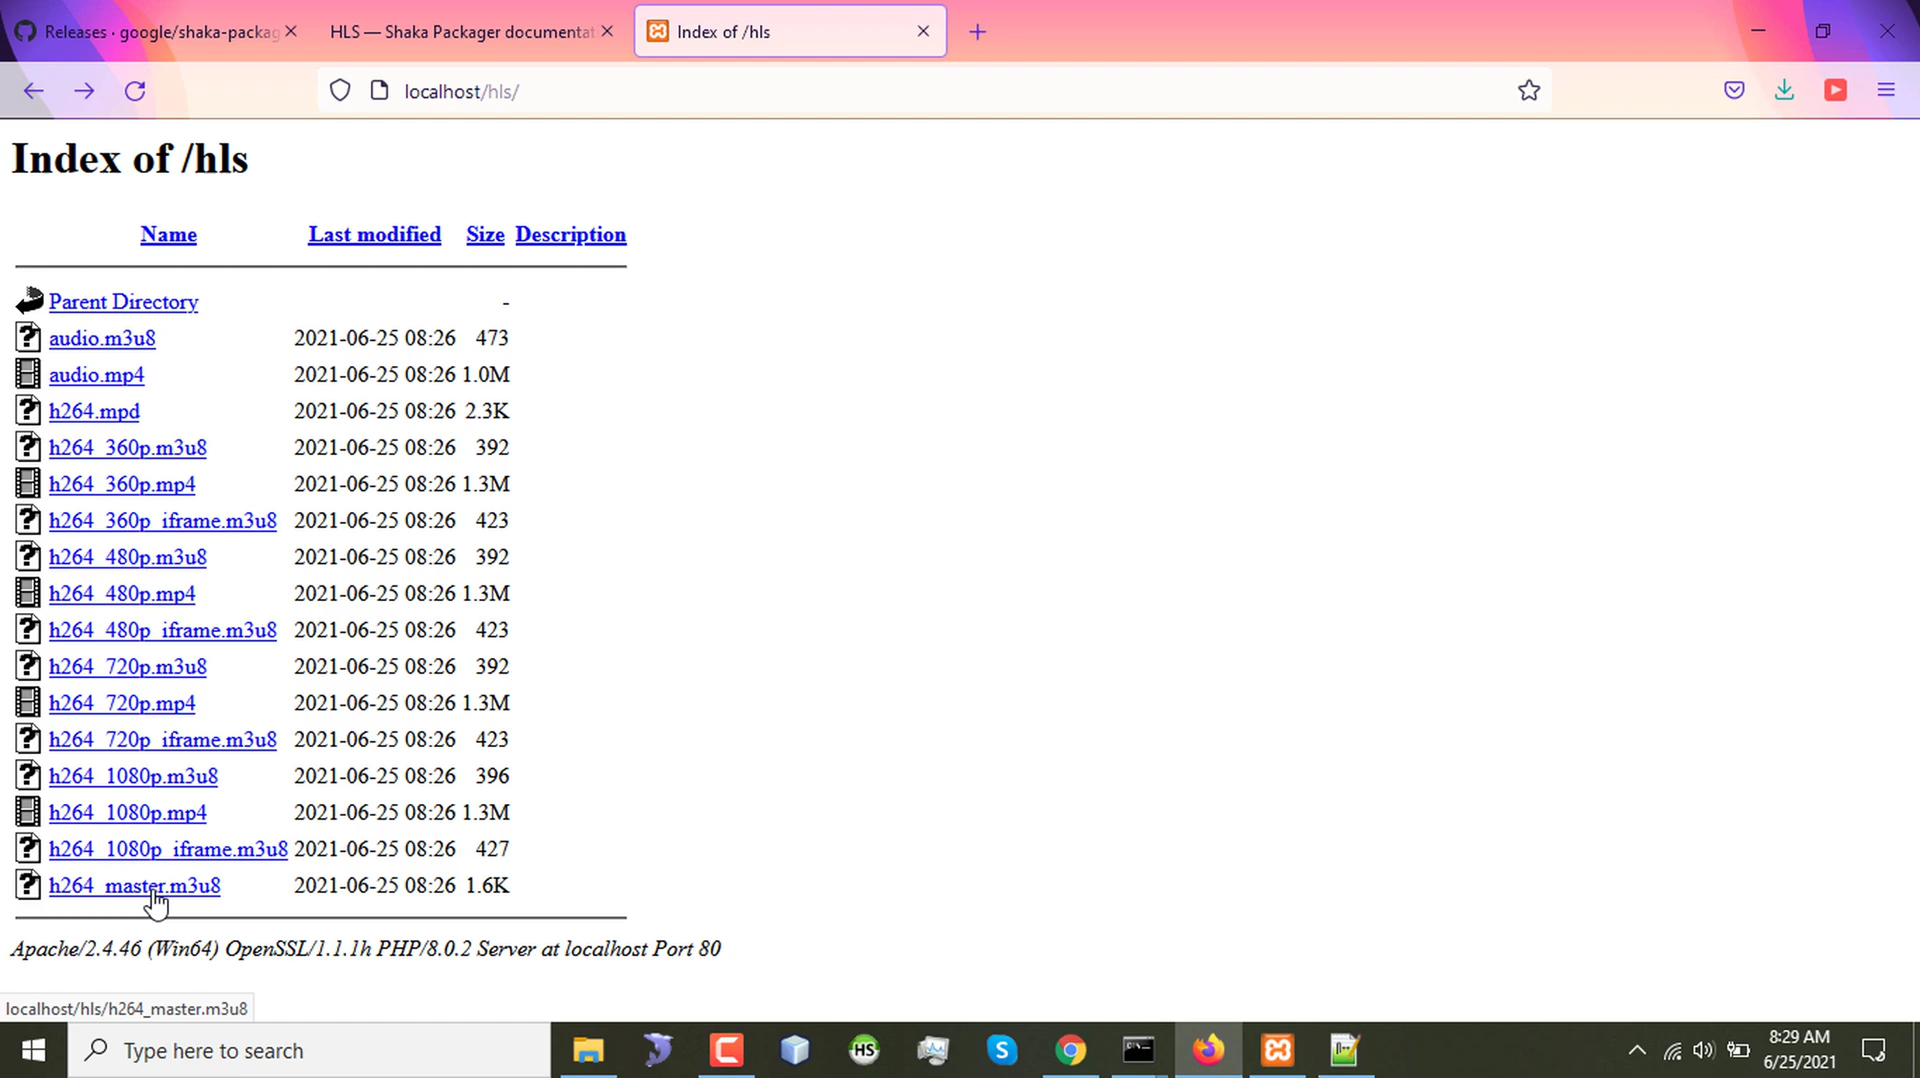 Releases · google/shaka-packag
HLS — Shaka Packager documentat
Index of /hls
localhost/hls/
Index of /hls
Name Last modified Size Description
Parent Directory -
audio.m3u8 2021-06-25 08:26 473
audio.mp4 2021-06-25 08:26 1.0M
h264.mpd 2021-06-25 08:26 2.3K
h264_360p.m3u8 2021-06-25 08:26 392
h264_360p.mp4 2021-06-25 08:26 1.3M
h264_360p_iframe.m3u8 2021-06-25 08:26 423
h264_480p.m3u8 2021-06-25 08:26 392
h264_480p.mp4 2021-06-25 08:26 1.3M
h264_480p_iframe.m3u8 2021-06-25 08:26 423
h264_720p.m3u8 2021-06-25 08:26 392
h264_720p.mp4 2021-06-25 08:26 1.3M
h264_720p_iframe.m3u8 2021-06-25 08:26 423
h264_1080p.m3u8 2021-06-25 08:26 396
h264_1080p.mp4 2021-06-25 08:26 1.3M
h264_1080p_iframe.m3u8 2021-06-25 08:26 427
h264_master.m3u8 2021-06-25 08:26 1.6K
Apache/2.4.46 (Win64) OpenSSL/1.1.1h PHP/8.0.2 Server at localhost Port 80
localhost/hls/h264_master.m3u8
Type here to search
HS
8:29 AM
6/25/2021